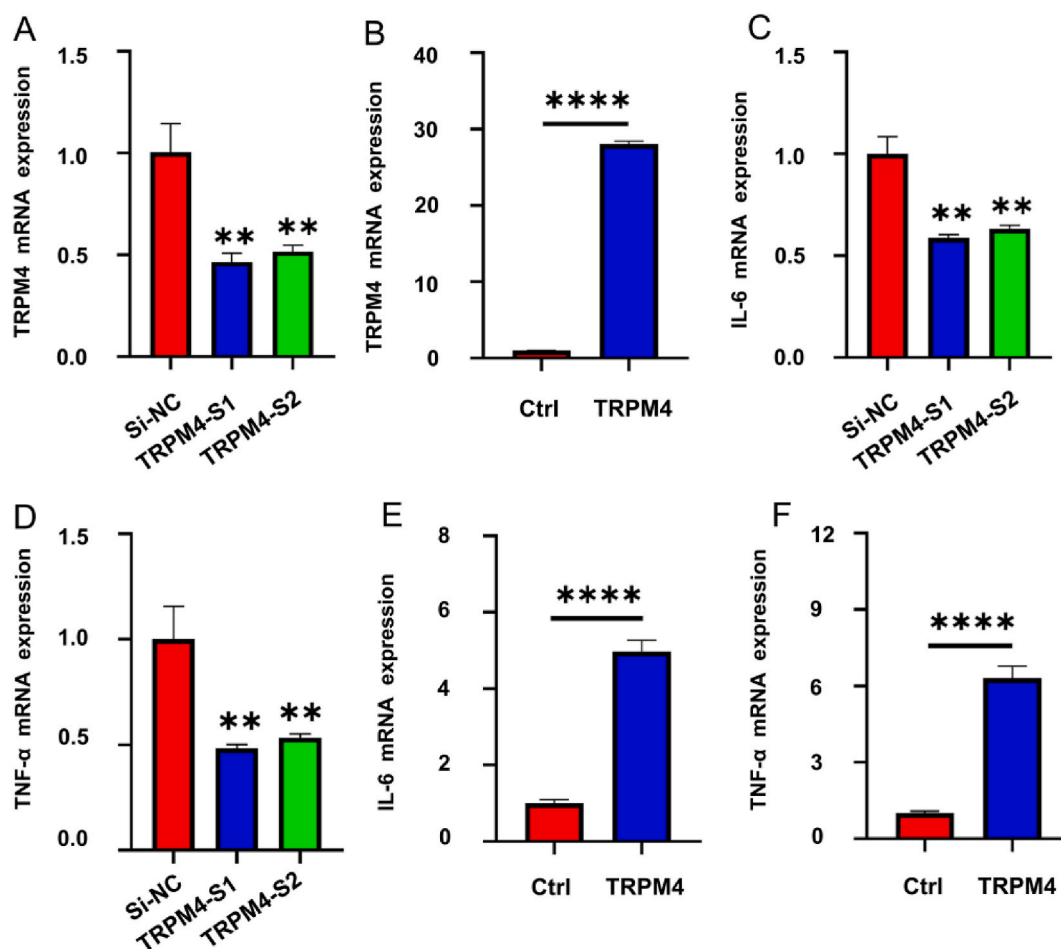 A
TRPM4 mRNA expression
1.5
1.0
0.5
0.0
**
**
Si-NC
TRPM4-S1
TRPM4-S2
B
TRPM4 mRNA expression
40
30
20
10
0
****
Ctrl
TRPM4
C
IL-6 mRNA expression
1.5
1.0
0.5
0.0
**
**
Si-NC
TRPM4-S1
TRPM4-S2
D
TNF-α mRNA expression
1.5
1.0
0.5
0.0
**
**
Si-NC
TRPM4-S1
TRPM4-S2
E
IL-6 mRNA expression
8
6
4
2
0
****
Ctrl
TRPM4
F
TNF-α mRNA expression
12
9
6
3
0
****
Ctrl
TRPM4